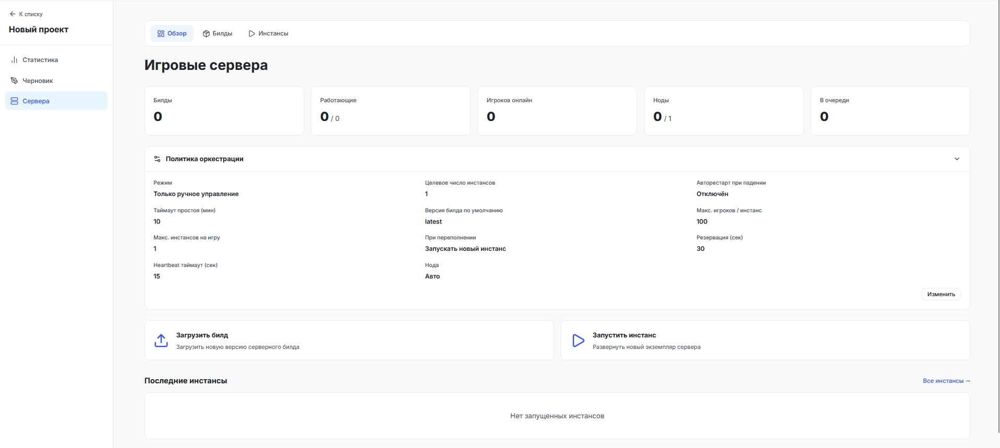 К списку
Новый проект
Статистика
Черновик
Сервера
Обзор
Билды
Инстансы
Игровые сервера
Билды
0
Работающие
0 / 0
Игроков онлайн
0
Ноды
0 / 1
В очереди
0
Политика оркестрации
Режим
Только ручное управление
Целевое число инстансов
1
Авторестарт при падении
Отключён
Таймаут простоя (мин)
10
Версия билда по умолчанию
latest
Макс. игроков / инстанс
100
Макс. инстансов на игру
1
При переполнении
Запускать новый инстанс
Резервация (сек)
30
Heartbeat таймаут (сек)
15
Нода
Авто
Изменить
Загрузить билд
Загрузить новую версию серверного билда
Запустить инстанс
Развернуть новый экземпляр сервера
Последние инстансы
Все инстансы →
Нет запущенных инстансов